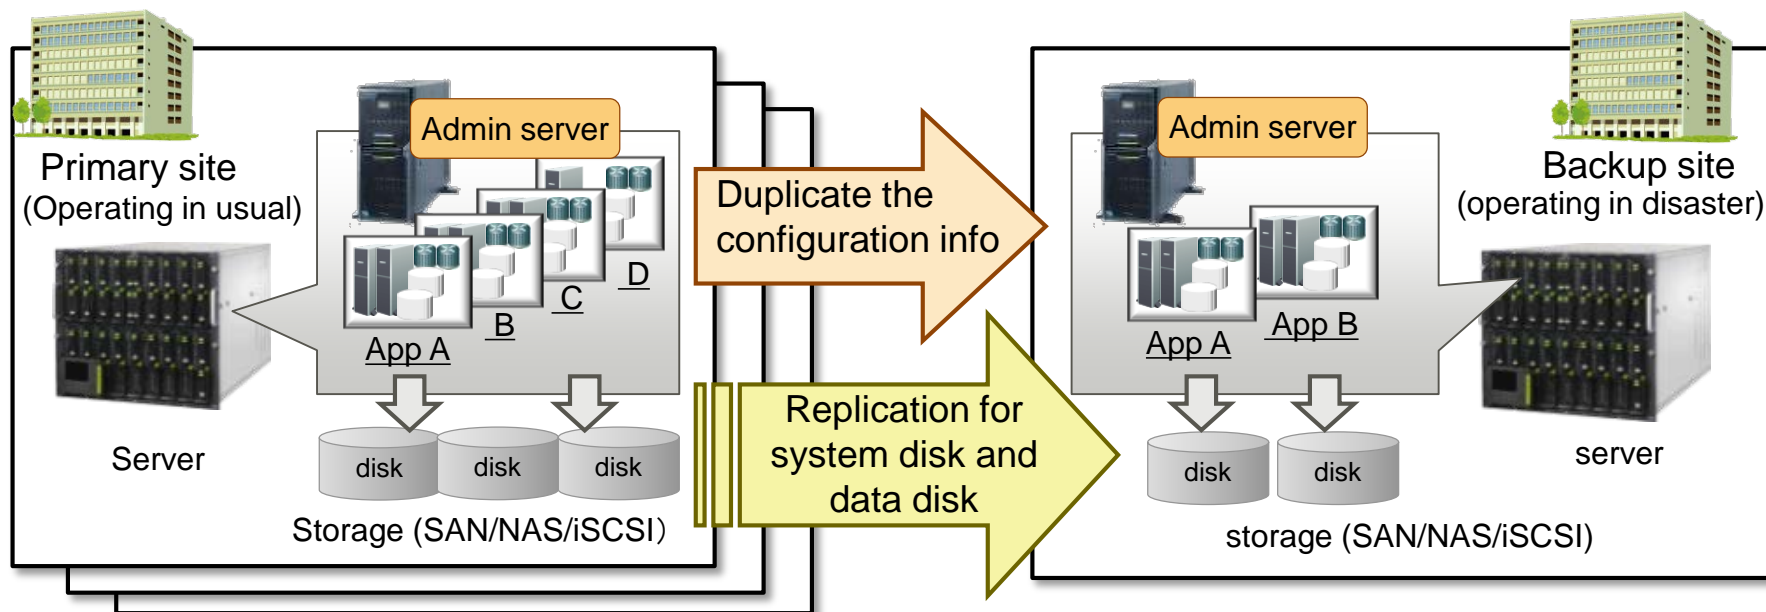 Primary site
(Operating in usual)
Server
Admin server
D
C
B
App A
disk
disk
disk
Storage (SAN/NAS/iSCSI)
Duplicate the
configuration info
Replication for
system disk and
data disk
Admin server
App A
App B
disk
disk
storage (SAN/NAS/iSCSI)
Backup site
(operating in disaster)
server